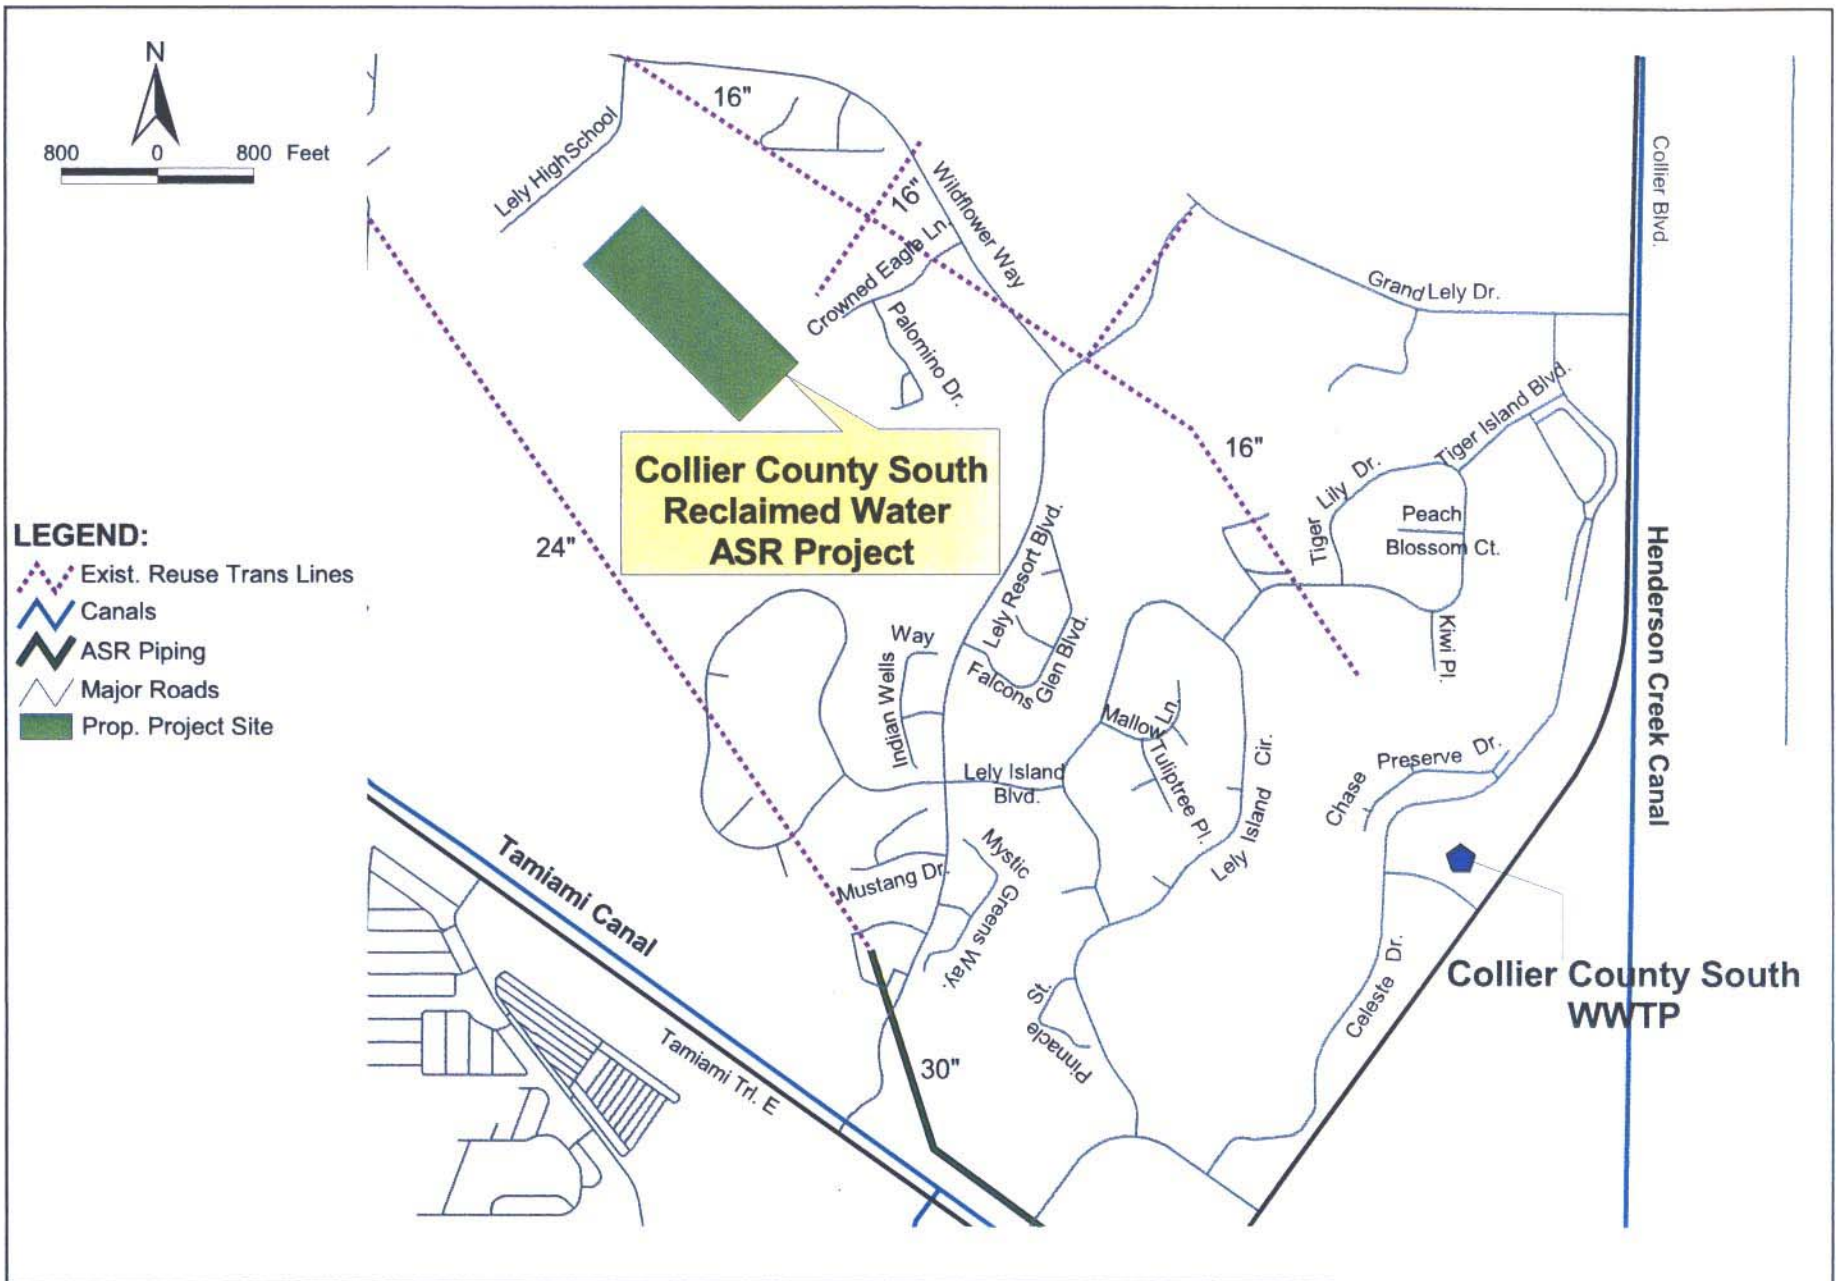 N
800 0 800 Feet
LEGEND:
Exist. Reuse Trans Lines
Canals
ASR Piping
Major Roads
Prop. Project Site
Lely High School
16"
16"
Wildflower Way
Crowned Eagle Ln.
Palomino Dr.
Collier County South
Reclaimed Water
ASR Project
24"
Grand Lely Dr.
Collier Blvd.
16"
Tiger Island Blvd.
Tiger Lily Dr.
Peach
Blossom Ct.
Kiwi Pl.
Henderson Creek Canal
Lely Resort Blvd.
Falcons Glen Blvd.
Indian Wells Way
Lely Island
Blvd.
Mallow Ln.
Tuliptree Pl.
Lely Island Cir.
Chase Preserve Dr.
Mustang Dr.
Mystic Greens Way.
Tamiami Canal
Tamiami Trl. E
30"
Pinnacle St.
Celeste Dr.
Collier County South
WWTP